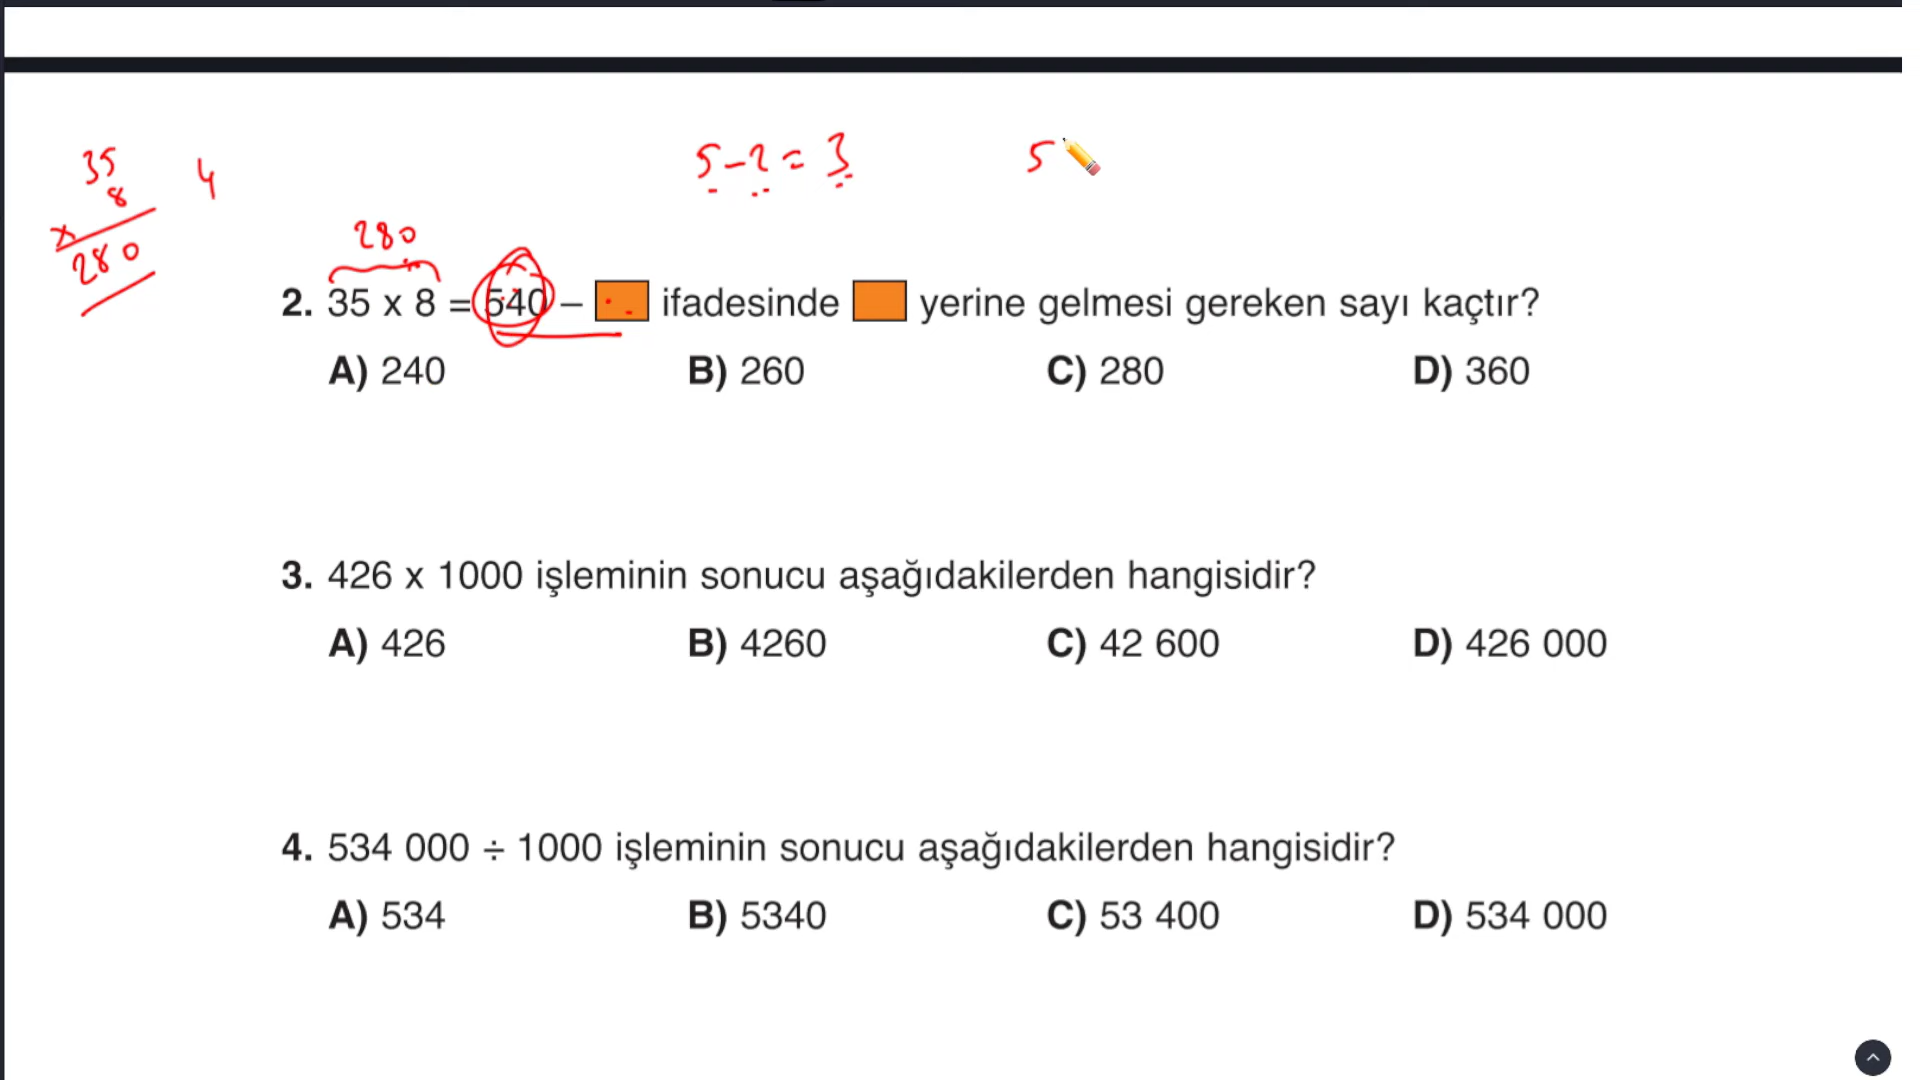 35
8
x
280
4
5-2=3
5
280
2. 35 x 8 = 540 – ifadesinde yerine gelmesi gereken sayı kaçtır?
A) 240 B) 260 C) 280 D) 360
3. 426 x 1000 işleminin sonucu aşağıdakilerden hangisidir?
A) 426 B) 4260 C) 42 600 D) 426 000
4. 534 000 ÷ 1000 işleminin sonucu aşağıdakilerden hangisidir?
A) 534 B) 5340 C) 53 400 D) 534 000